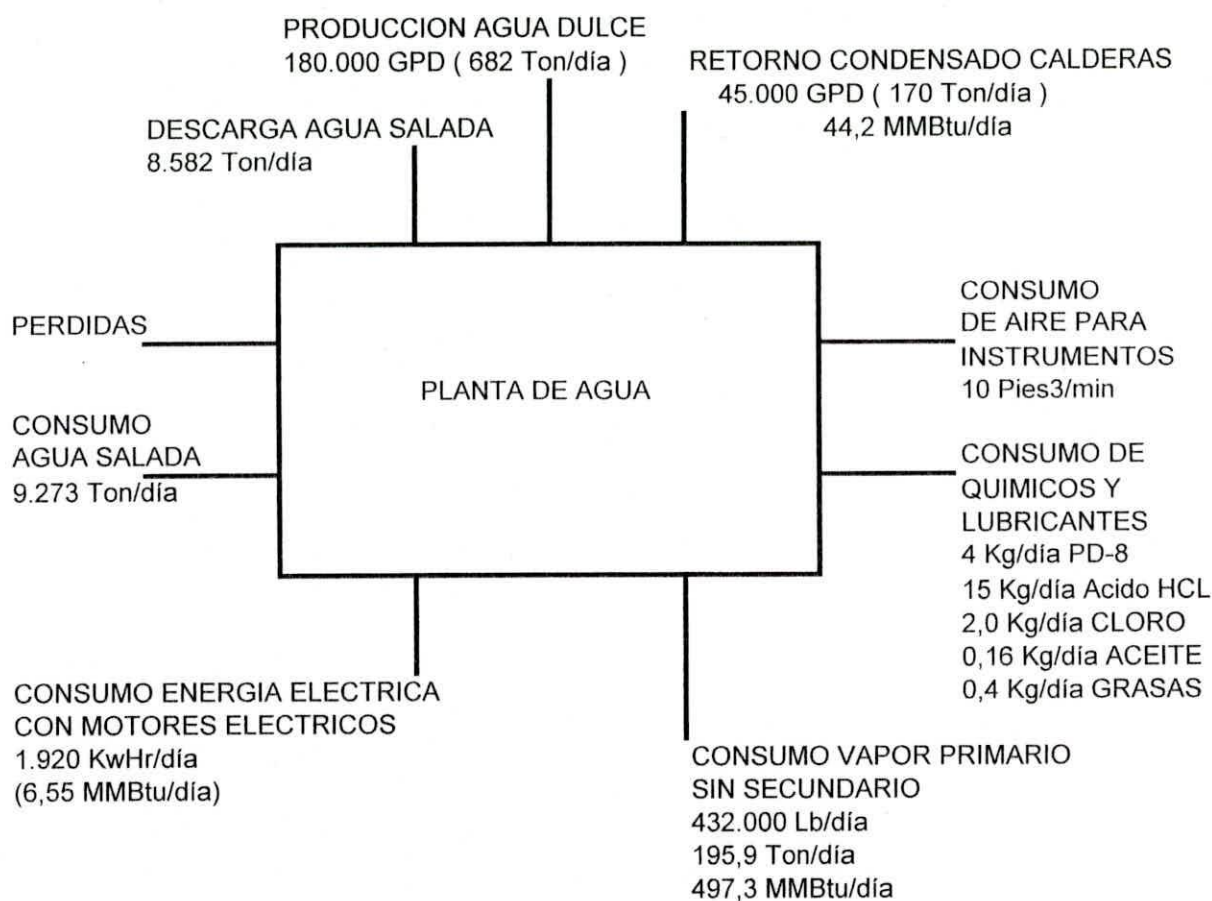 PRODUCCION AGUA DULCE
180.000 GPD ( 682 Ton/día )
RETORNO CONDENSADO CALDERAS
45.000 GPD ( 170 Ton/día )
44,2 MMBtu/día
DESCARGA AGUA SALADA
8.582 Ton/día
PERDIDAS
CONSUMO
AGUA SALADA
9.273 Ton/día
PLANTA DE AGUA
CONSUMO
DE AIRE PARA
INSTRUMENTOS
10 Pies3/min
CONSUMO DE
QUIMICOS Y
LUBRICANTES
4 Kg/día PD-8
15 Kg/día Acido HCL
2,0 Kg/día CLORO
0,16 Kg/día ACEITE
0,4 Kg/día GRASAS
CONSUMO ENERGIA ELECTRICA
CON MOTORES ELECTRICOS
1.920 KwHr/día
(6,55 MMBtu/día)
CONSUMO VAPOR PRIMARIO
SIN SECUNDARIO
432.000 Lb/día
195,9 Ton/día
497,3 MMBtu/día